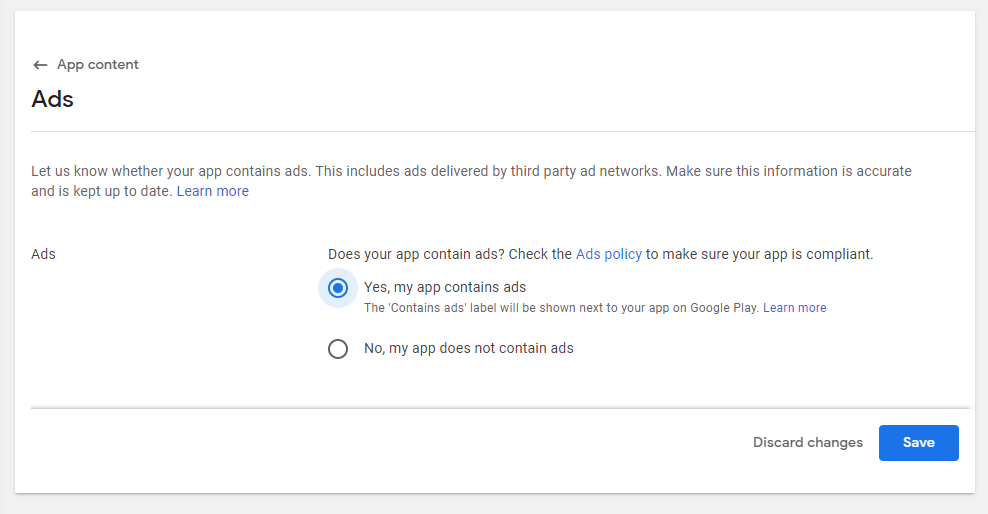 App content
Ads
Let us know whether your app contains ads. This includes ads delivered by third party ad networks. Make sure this information is accurate
and is kept up to date. Learn more
Ads
Does your app contain ads? Check the Ads policy to make sure your app is compliant.
Yes, my app contains ads
The 'Contains ads' label will be shown next to your app on Google Play. Learn more
No, my app does not contain ads
Discard changes
Save